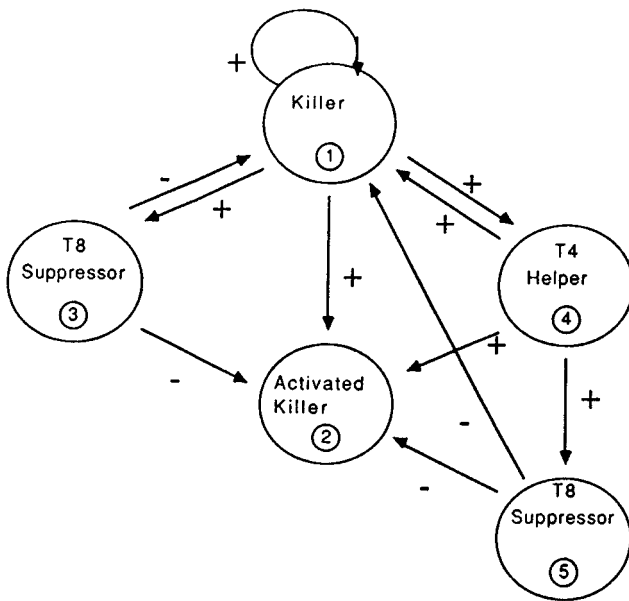 +
Killer
1
-
+
+
+
T8
Suppressor
3
+
T4
Helper
4
-
Activated
Killer
2
+
+
-
-
T8
Suppressor
5